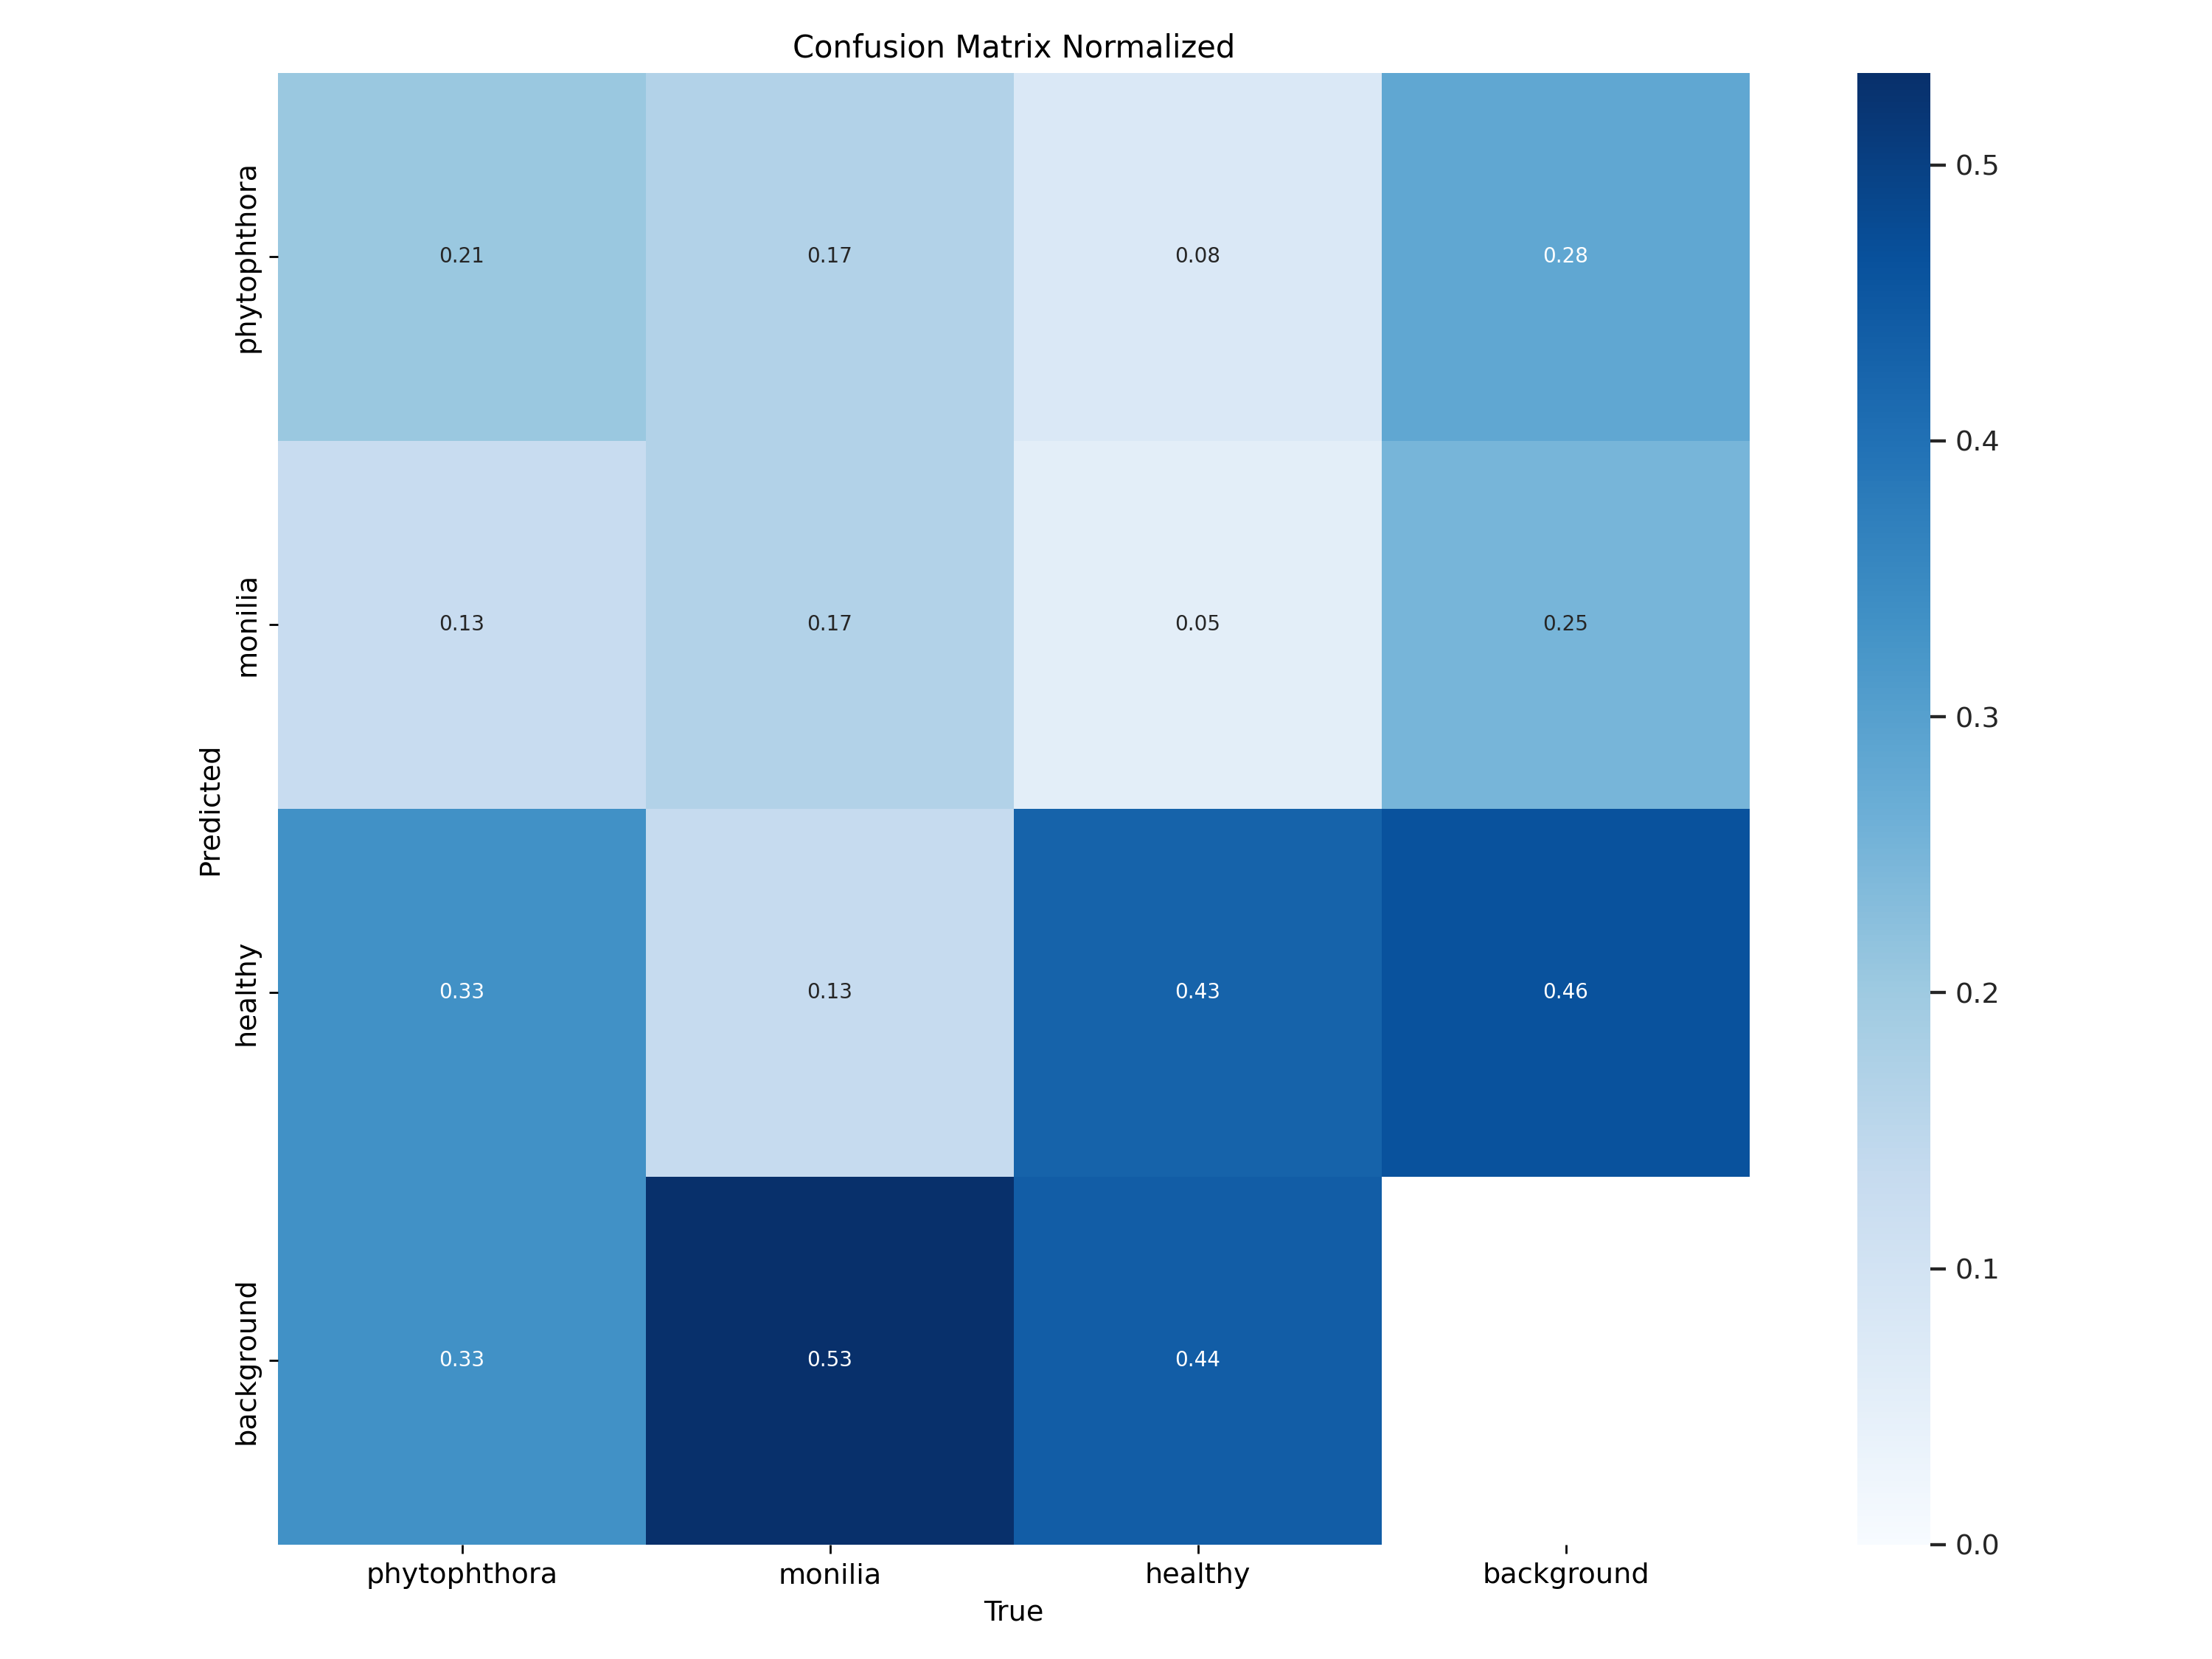 Confusion Matrix Normalized
phytophthora
0.21 0.17 0.08 0.28
monilia
0.13 0.17 0.05 0.25
healthy
0.33 0.13 0.43 0.46
background
0.33 0.53 0.44
Predicted
phytophthora monilia healthy background
True
0.5
0.4
0.3
0.2
0.1
0.0